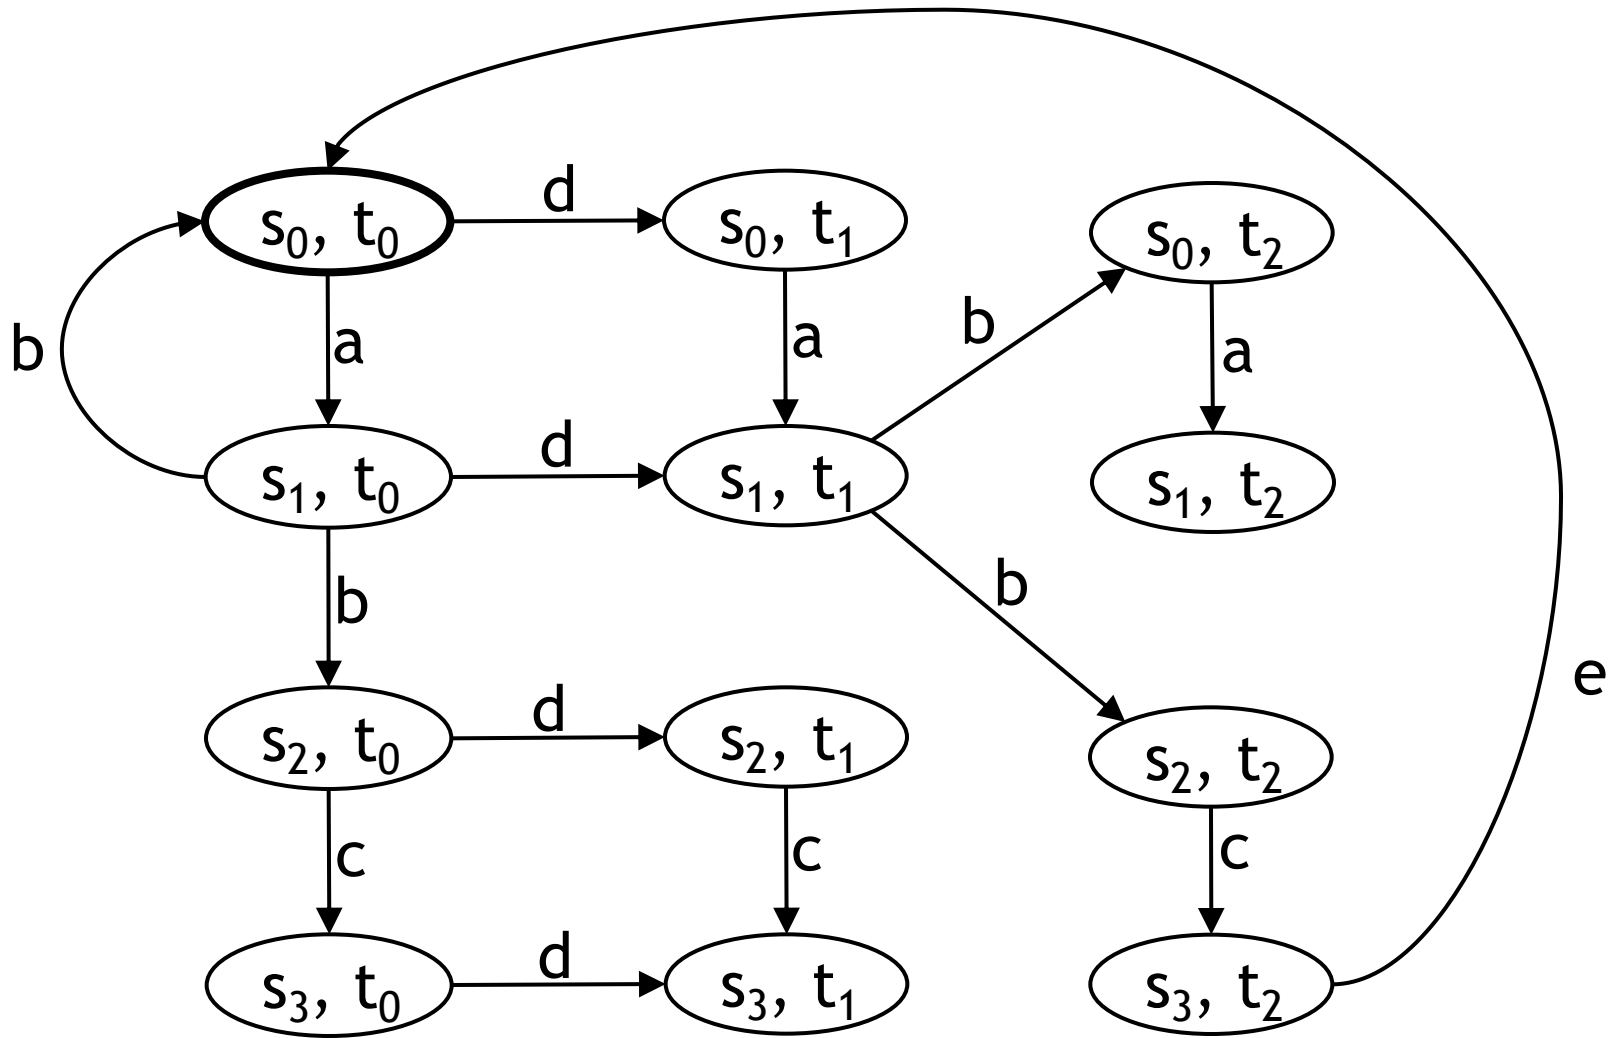 d
s₀, t₀
s₀, t₁
s₀, t₂
b
a
a
b
a
d
s₁, t₀
s₁, t₁
s₁, t₂
b
b
e
d
s₂, t₀
s₂, t₁
s₂, t₂
c
c
c
d
s₃, t₀
s₃, t₁
s₃, t₂